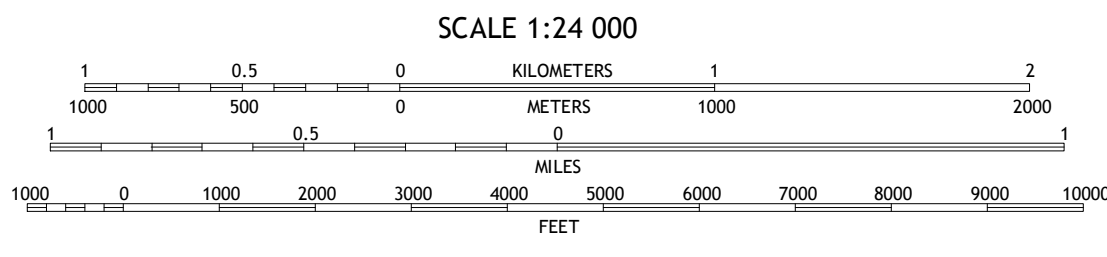 SCALE 1:24 000
1 0.5 0 KILOMETERS 1 2
1000 500 0 METERS 1000 2000
1 0.5 0 1
MILES
1000 0 1000 2000 3000 4000 5000 6000 7000 8000 9000 10000
FEET